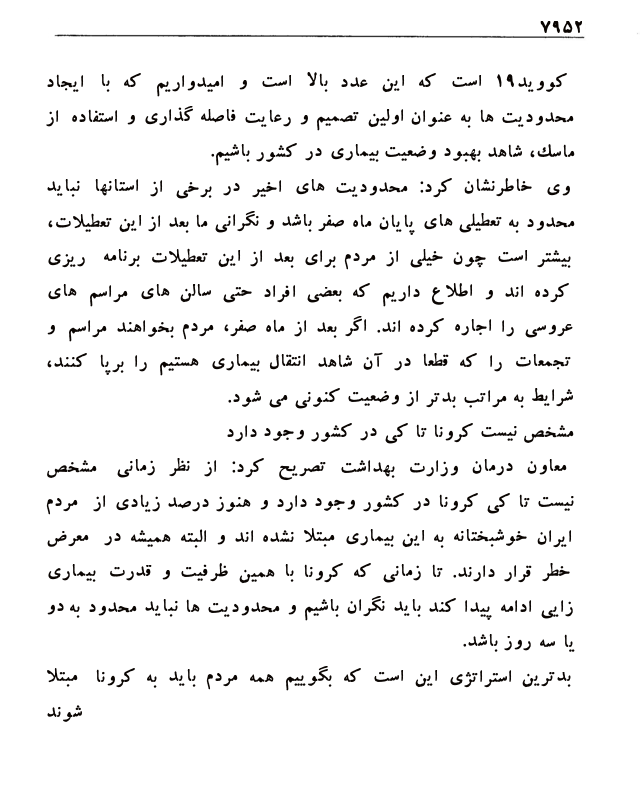 ۷۹۵۲
کووید۱۹ است که این عدد بالا است و امیدواریم که با ایجاد
محدودیت ها به عنوان اولین تصمیم و رعایت فاصله گذاری و استفاده از
ماسك، شاهد بهبود وضعیت بیماری در کشور باشیم.
وی خاطرنشان کرد: محدودیت های اخیر در برخی از استانها نباید
محدود به تعطیلی های پایان ماه صفر باشد و نگرانی ما بعد از این تعطیلات،
بیشتر است چون خیلی از مردم برای بعد از این تعطیلات برنامه ریزی
کرده اند و اطلاع داریم که بعضی افراد حتی سالن های مراسم های
عروسی را اجاره کرده اند. اگر بعد از ماه صفر، مردم بخواهند مراسم و
تجمعات را که قطعا در آن شاهد انتقال بیماری هستیم را برپا کنند،
شرایط به مراتب بدتر از وضعیت کنونی می شود.
مشخص نیست کرونا تا کی در کشور وجود دارد
معاون درمان وزارت بهداشت تصریح کرد: از نظر زمانی مشخص
نیست تا کی کرونا در کشور وجود دارد و هنوز درصد زیادی از مردم
ایران خوشبختانه به این بیماری مبتلا نشده اند و البته همیشه در معرض
خطر قرار دارند. تا زمانی که کرونا با همین ظرفیت و قدرت بیماری
زایی ادامه پیدا کند باید نگران باشیم و محدودیت ها نباید محدود به دو
یا سه روز باشد.
بدترین استراتژی این است که بگوییم همه مردم باید به کرونا مبتلا
شوند